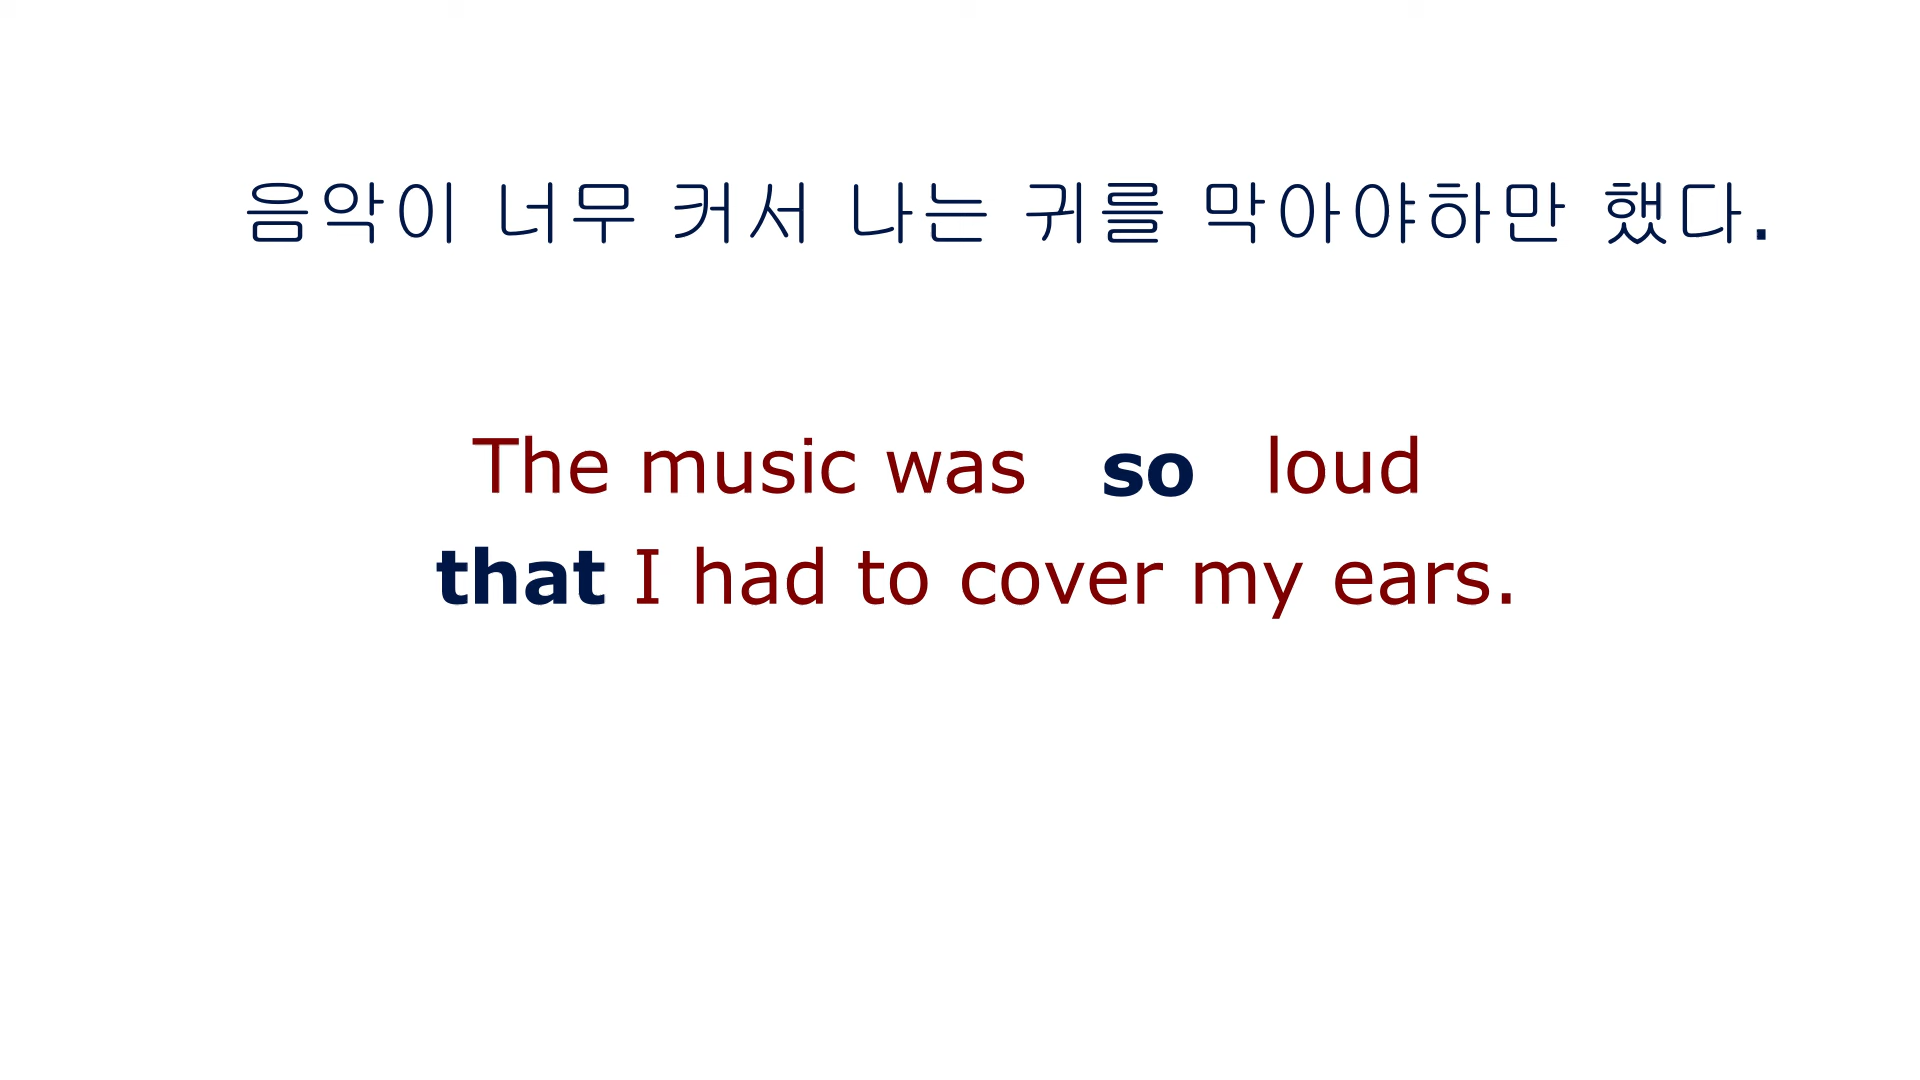 음악이 너무 커서 나는 귀를 막아야하만 했다.
The music was so loud
that I had to cover my ears.